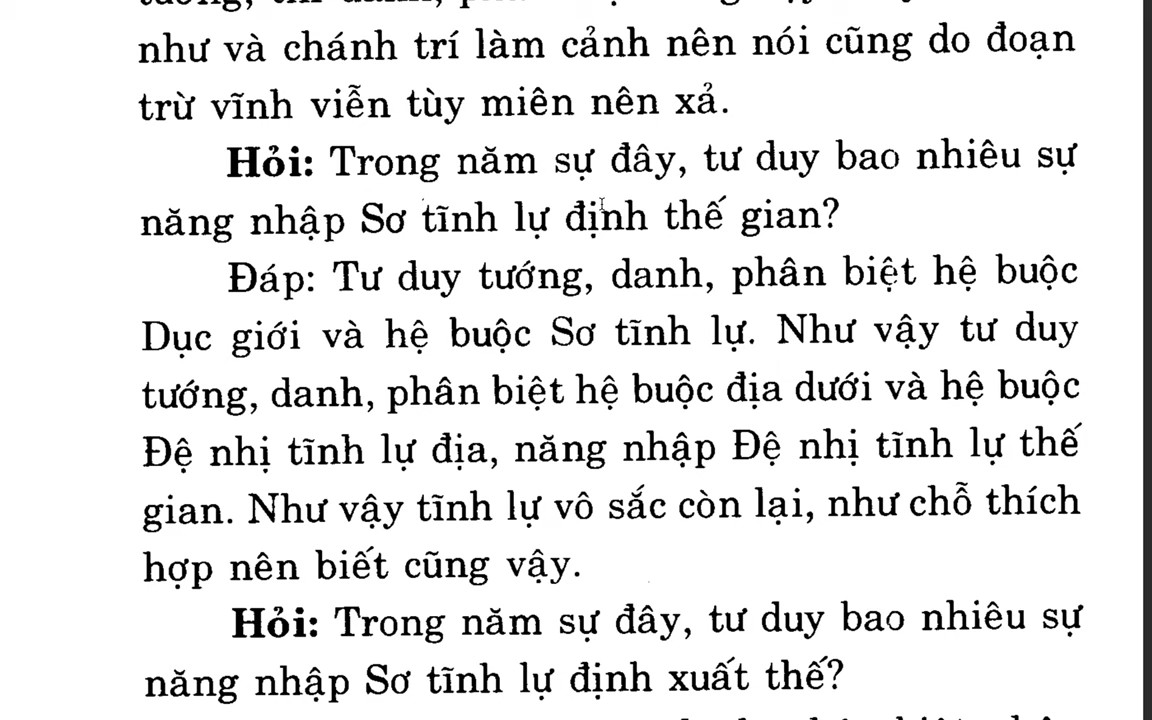 như và chánh trí làm cảnh nên nói cũng do đoạn
trừ vĩnh viễn tùy miên nên xả.
Hỏi: Trong năm sự đây, tư duy bao nhiêu sự
năng nhập Sơ tĩnh lự định thế gian?
Đáp: Tư duy tướng, danh, phân biệt hệ buộc
Dục giới và hệ buộc Sơ tĩnh lự. Như vậy tư duy
tướng, danh, phân biệt hệ buộc địa dưới và hệ buộc
Đệ nhị tĩnh lự địa, năng nhập Đệ nhị tĩnh lự thế
gian. Như vậy tĩnh lự vô sắc còn lại, như chỗ thích
hợp nên biết cũng vậy.
Hỏi: Trong năm sự đây, tư duy bao nhiêu sự
năng nhập Sơ tĩnh lự định xuất thế?